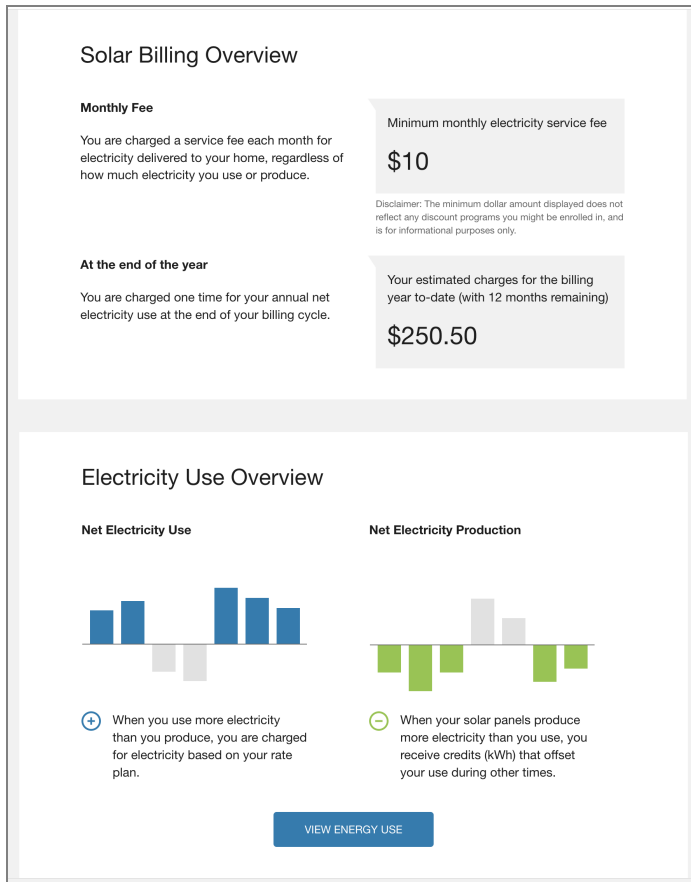 Solar Billing Overview
Monthly Fee
You are charged a service fee each month for
electricity delivered to your home, regardless of
how much electricity you use or produce.
Minimum monthly electricity service fee
$10
Disclaimer: The minimum dollar amount displayed does not
reflect any discount programs you might be enrolled in, and
is for informational purposes only.
At the end of the year
You are charged one time for your annual net
electricity use at the end of your billing cycle.
Your estimated charges for the billing
year to-date (with 12 months remaining)
$250.50
Electricity Use Overview
Net Electricity Use
When you use more electricity
than you produce, you are charged
for electricity based on your rate
plan.
Net Electricity Production
When your solar panels produce
more electricity than you use, you
receive credits (kWh) that offset
your use during other times.
VIEW ENERGY USE